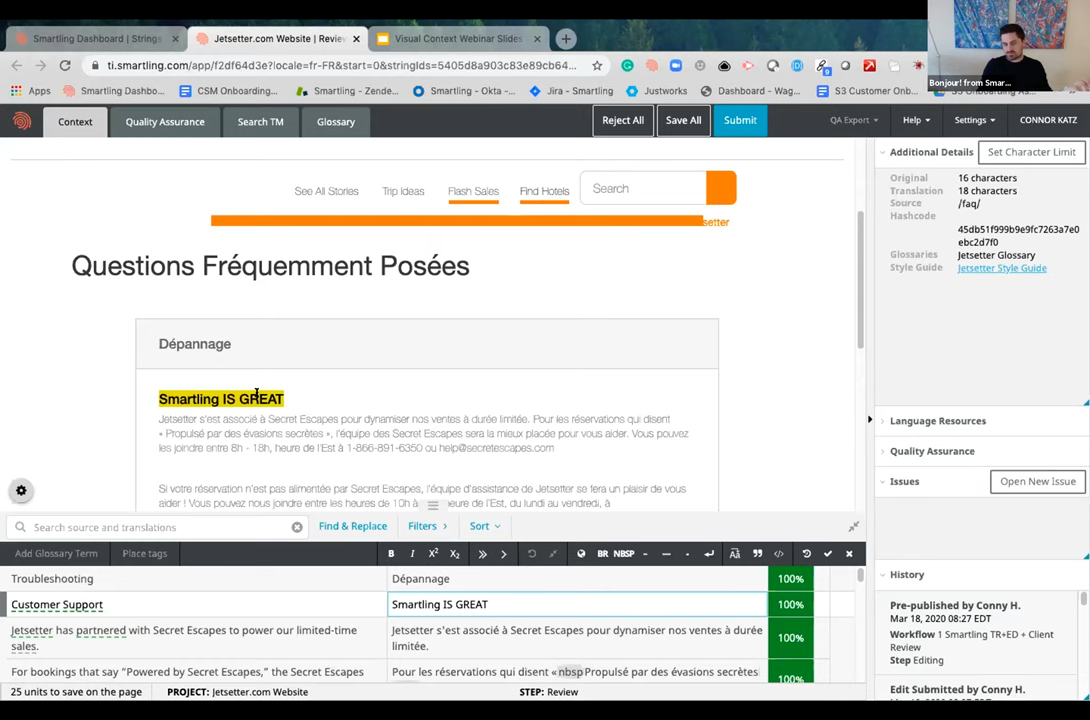 Smartling Dashboard | Strings
Jetsetter.com Website | Review
Visual Context Webinar Slides
ti.smartling.com/app/f2df64d3e?locale=fr-FR&start=0&stringIds=5405d8a903c83e89cb64...
Bonjour! from Smar...
Apps
Smartling Dashbo...
CSM Onboarding...
Smartling - Zende...
Smartling - Okta -...
Jira - Smartling
Justworks
Dashboard - Wag...
S3 Customer Onb...
S3 Onboarding As...
Context
Quality Assurance
Search TM
Glossary
Reject All
Save All
Submit
QA Export
Help
Settings
CONNOR KATZ
See All Stories
Trip Ideas
Flash Sales
Find Hotels
Search
setter
Questions Fréquemment Posées
Dépannage
Smartling IS GREAT
Jetsetter s'est associé à Secret Escapes pour dynamiser nos ventes à durée limitée. Pour les réservations qui disent
« Propulsé par des évasions secrètes », l'équipe des Secret Escapes sera la mieux placée pour vous aider. Vous pouvez
les joindre entre 8h - 18h, heure de l'Est à 1-866-891-6350 ou help@secretescapes.com
Si votre réservation n'est pas alimentée par Secret Escapes, l'équipe d'assistance de Jetsetter se fera un plaisir de vous
aider ! Vous pouvez nous joindre entre les heures de 10h à heure de l'Est, du lundi au vendredi, à
Additional Details
Set Character Limit
Original 16 characters
Translation 18 characters
Source /faq/
Hashcode
45db51f999b9e9fc7263a7e0
ebc2d7f0
Glossaries Jetsetter Glossary
Style Guide Jetsetter Style Guide
Language Resources
Quality Assurance
Issues
Open New Issue
History
Pre-published by Conny H.
Mar 18, 2020 08:27 EDT
Workflow 1 Smartling TR+ED + Client
Review
Step Editing
Edit Submitted by Conny H.
Search source and translations
Find & Replace
Filters
Sort
Add Glossary Term
Place tags
B I X² X₂ BR NBSP
Troubleshooting
Dépannage
100%
Customer Support
Smartling IS GREAT
100%
Jetsetter has partnered with Secret Escapes to power our limited-time
sales.
Jetsetter s'est associé à Secret Escapes pour dynamiser nos ventes à durée
limitée.
100%
For bookings that say “Powered by Secret Escapes,” the Secret Escapes
Pour les réservations qui disent «nbsp Propulsé par des évasions secrètes
100%
25 units to save on the page
PROJECT: Jetsetter.com Website
STEP: Review